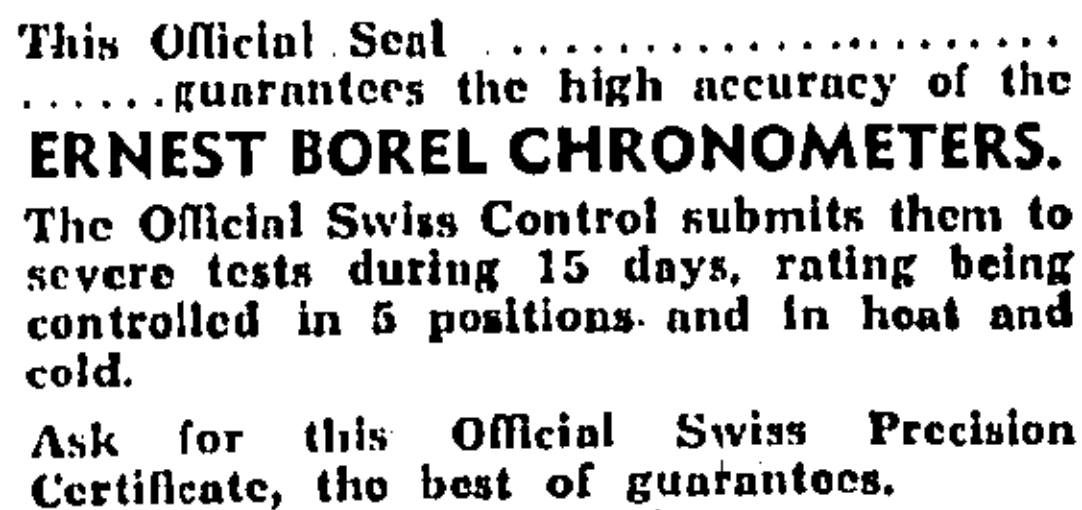 This Official Seal ........................
......guarantees the high accuracy of the
ERNEST BOREL CHRONOMETERS.
The Official Swiss Control submits them to
severe tests during 15 days, rating being
controlled in 5 positions and in heat and
cold.
Ask for this Official Swiss Precision
Certificate, the best of guarantees.